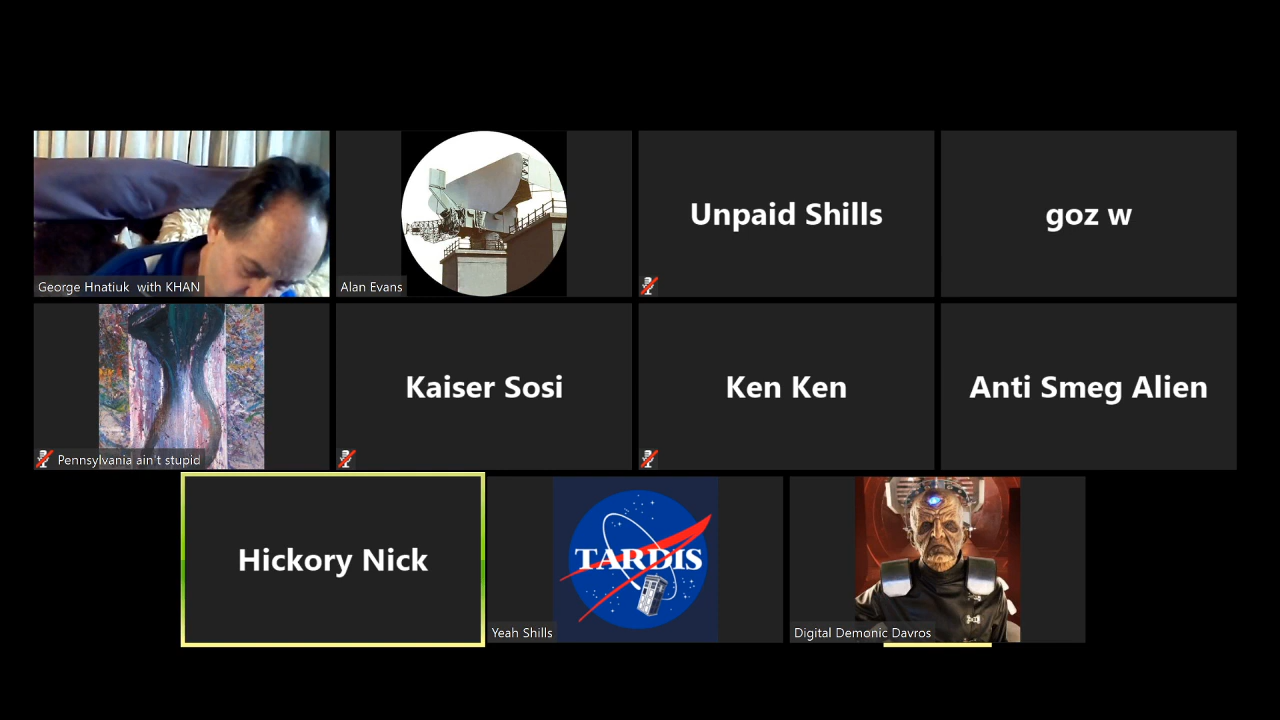 George Hnatiuk  with KHAN
Alan Evans
Unpaid Shills
goz w
Pennsylvania ain't stupid
Kaiser Sosi
Ken Ken
Anti Smeg Alien
Hickory Nick
TARDIS
Yeah Shills
Digital Demonic Davros